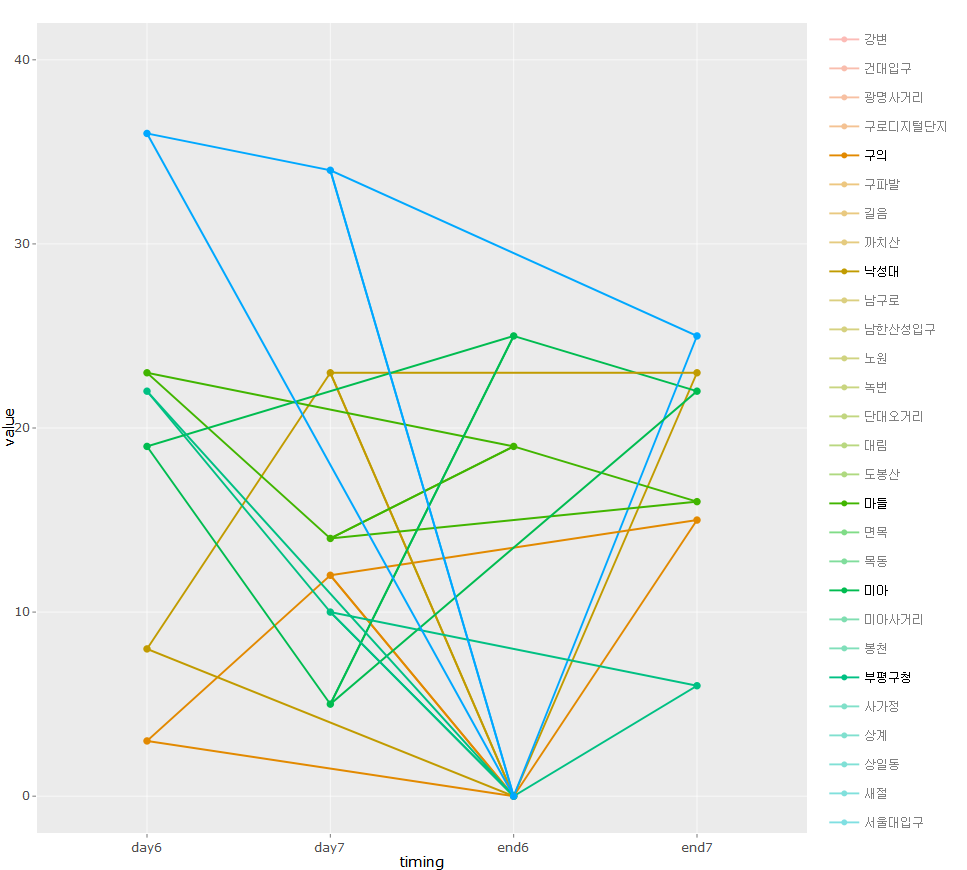 40
30
20
10
0
value
day6
day7
end6
end7
timing
강변
건대입구
광명사거리
구로디지털단지
구의
구파발
길음
까치산
낙성대
남구로
남한산성입구
노원
녹번
단대오거리
대림
도봉산
마들
면목
목동
미아
미아사거리
봉천
부평구청
사가정
상계
상일동
새절
서울대입구